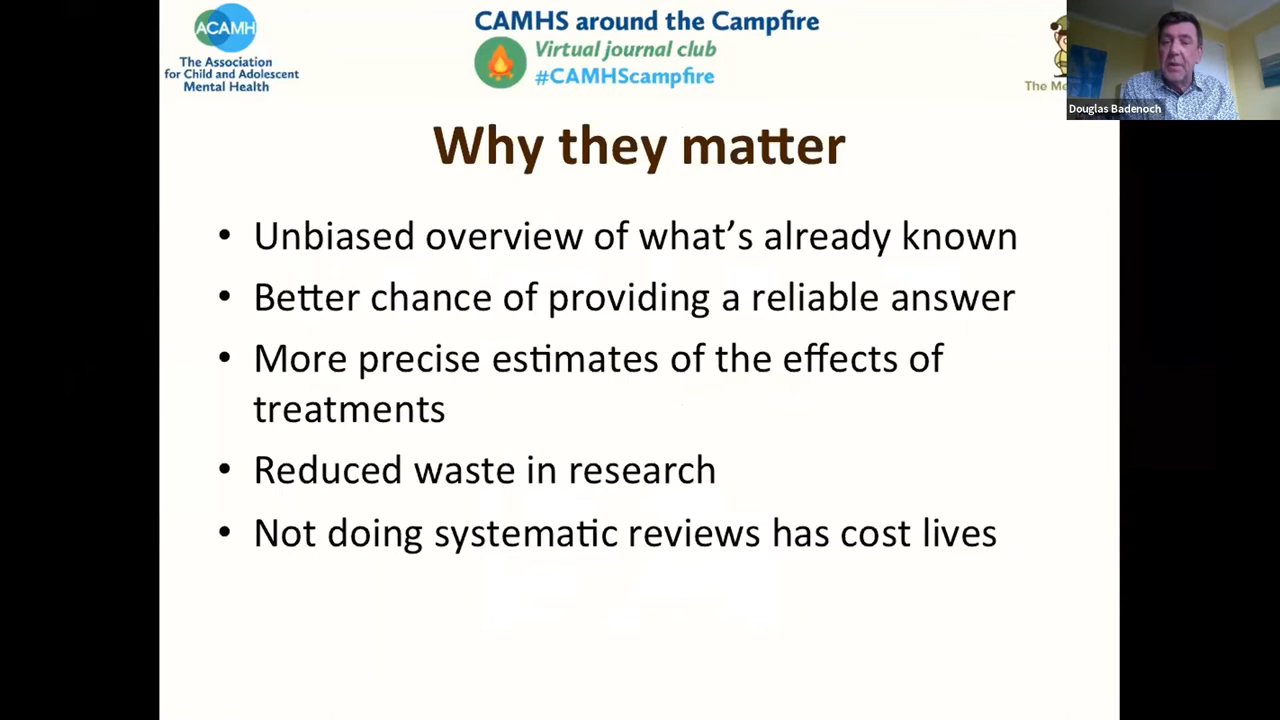 ACAMH
The Association
for Child and Adolescent
Mental Health
CAMHS around the Campfire
Virtual journal club
#CAMHScampfire
The
Douglas Badenoch
Why they matter
• Unbiased overview of what's already known
• Better chance of providing a reliable answer
• More precise estimates of the effects of
treatments
• Reduced waste in research
• Not doing systematic reviews has cost lives